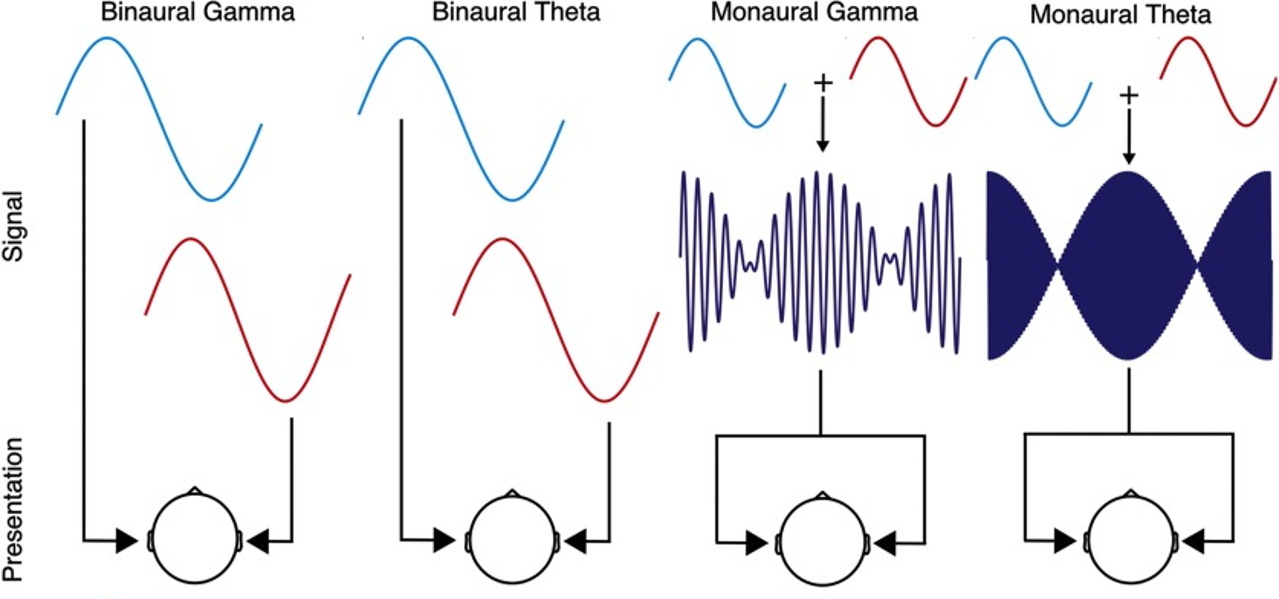 Binaural Gamma
Binaural Theta
Monaural Gamma
Monaural Theta
+
+
Signal
Presentation